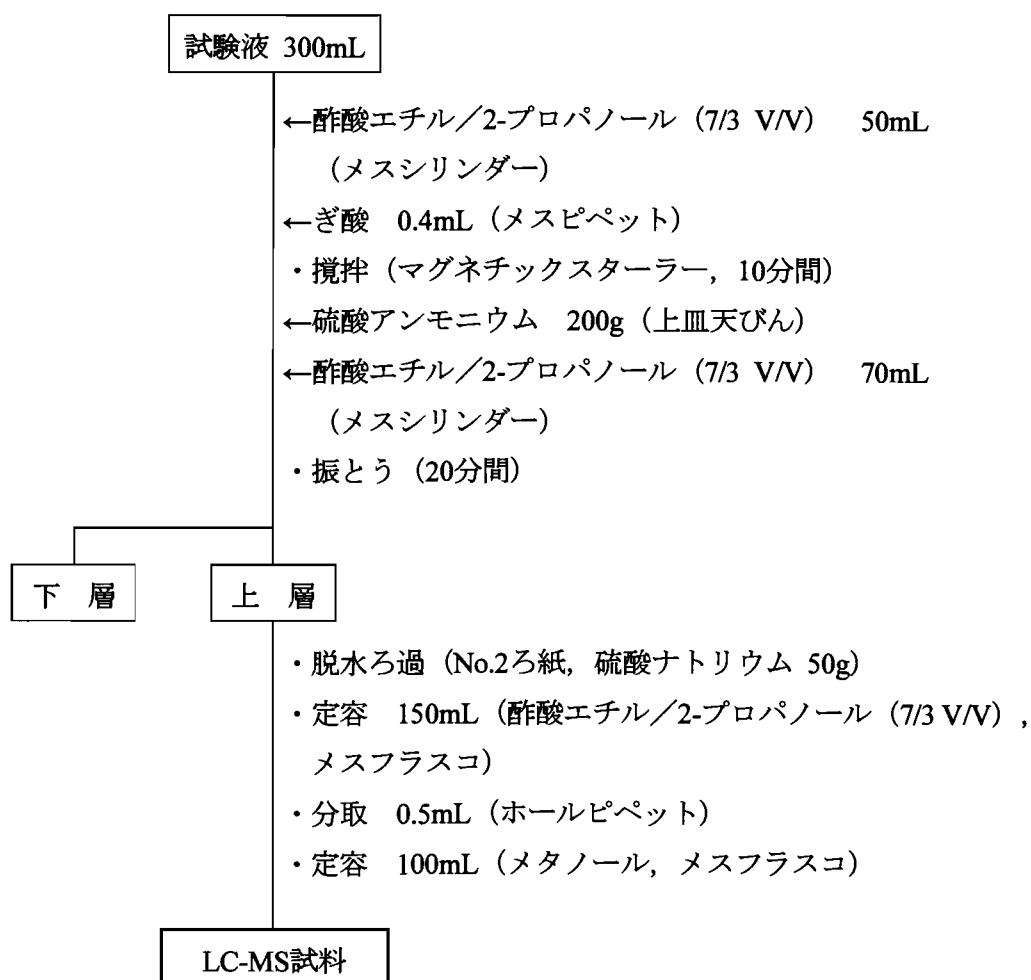 試験液 300mL
←酢酸エチル／2-プロパノール（7/3 V/V） 50mL
（メスシリンダー）
←ぎ酸 0.4mL（メスピペット）
・攪拌（マグネチックスターラー，10分間）
←硫酸アンモニウム 200g（上皿天びん）
←酢酸エチル／2-プロパノール（7/3 V/V） 70mL
（メスシリンダー）
・振とう（20分間）
下 層
上 層
・脱水ろ過（No.2ろ紙，硫酸ナトリウム 50g）
・定容 150mL（酢酸エチル／2-プロパノール（7/3 V/V），
メスフラスコ）
・分取 0.5mL（ホールピペット）
・定容 100mL（メタノール，メスフラスコ）
LC-MS試料